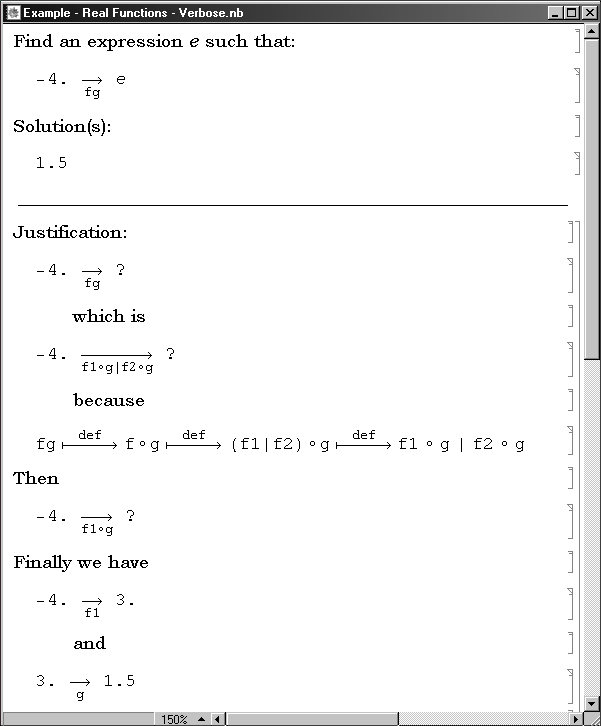 Example - Real Functions - Verbose.nb
Find an expression e such that:
-4. ⟶ e
fg
Solution(s):
1.5
Justification:
-4. ⟶ ?
fg
which is
-4. ⟶ ?
f1∘g|f2∘g
because
def def def
fg ⟼ f∘g ⟼ (f1|f2)∘g ⟼ f1 ∘ g | f2 ∘ g
Then
-4. ⟶ ?
f1∘g
Finally we have
-4. ⟶ 3.
f1
and
3. ⟶ 1.5
g
150%